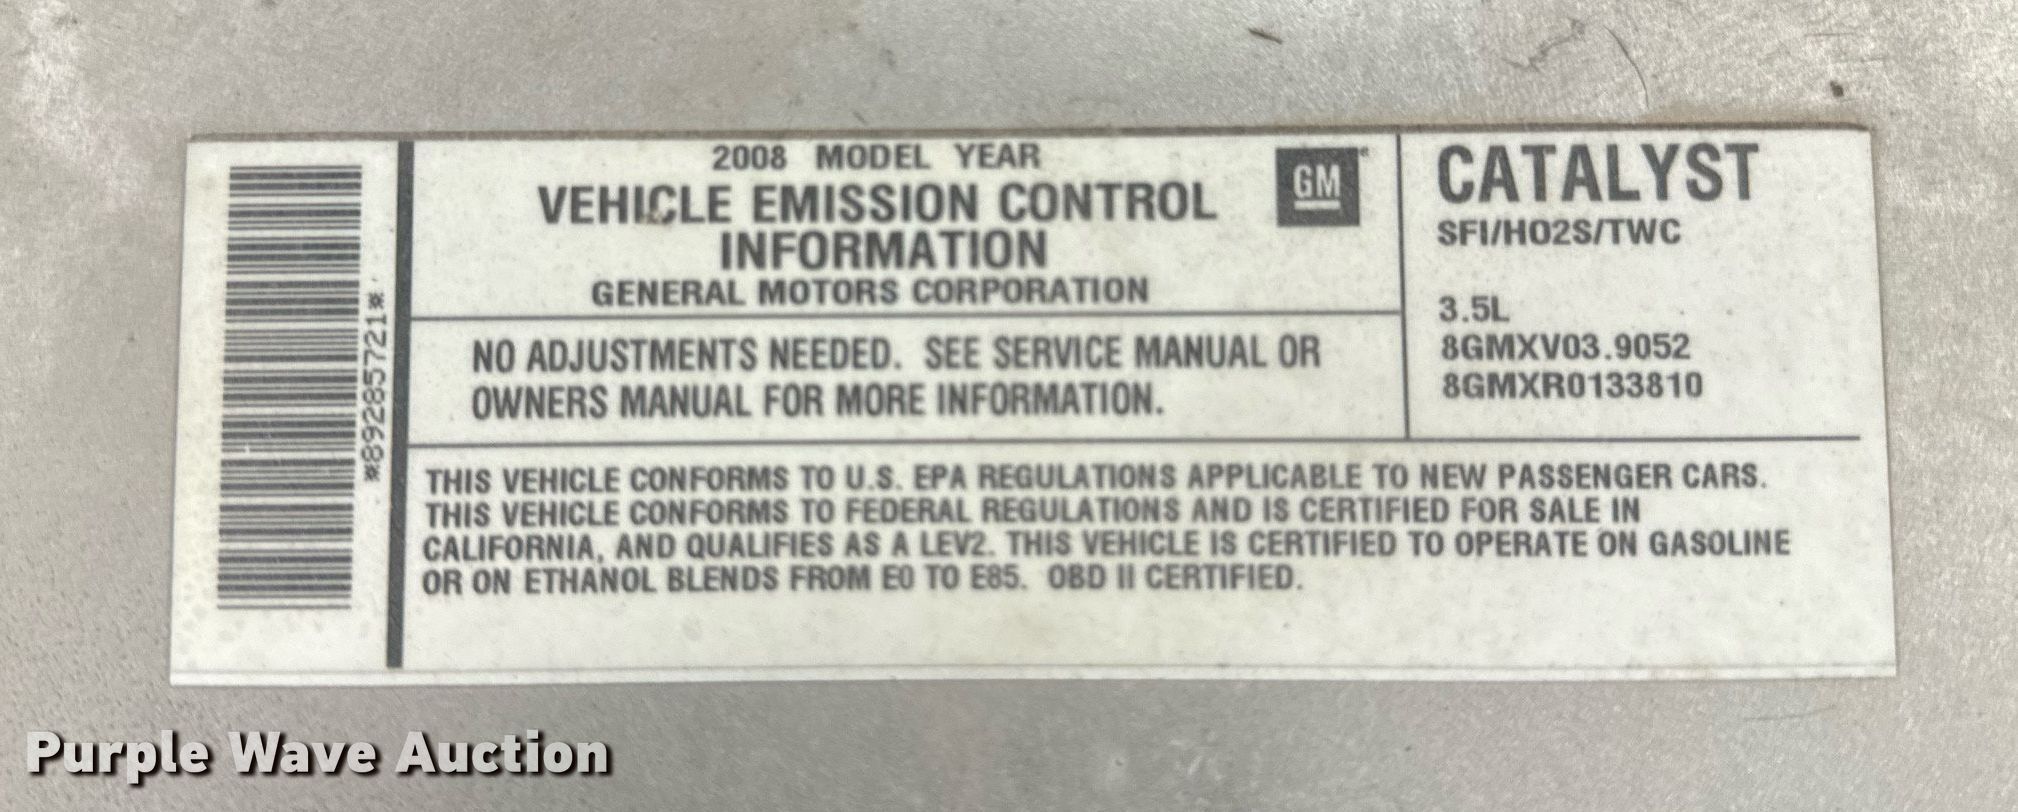 *89285721*
2008 MODEL YEAR
VEHICLE EMISSION CONTROL
INFORMATION
GENERAL MOTORS CORPORATION
GM
NO ADJUSTMENTS NEEDED. SEE SERVICE MANUAL OR
OWNERS MANUAL FOR MORE INFORMATION.
CATALYST
SFI/HO2S/TWC
3.5L
8GMXV03.9052
8GMXR0133810
THIS VEHICLE CONFORMS TO U.S. EPA REGULATIONS APPLICABLE TO NEW PASSENGER CARS.
THIS VEHICLE CONFORMS TO FEDERAL REGULATIONS AND IS CERTIFIED FOR SALE IN
CALIFORNIA, AND QUALIFIES AS A LEV2. THIS VEHICLE IS CERTIFIED TO OPERATE ON GASOLINE
OR ON ETHANOL BLENDS FROM E0 TO E85. OBD II CERTIFIED.
Purple Wave Auction